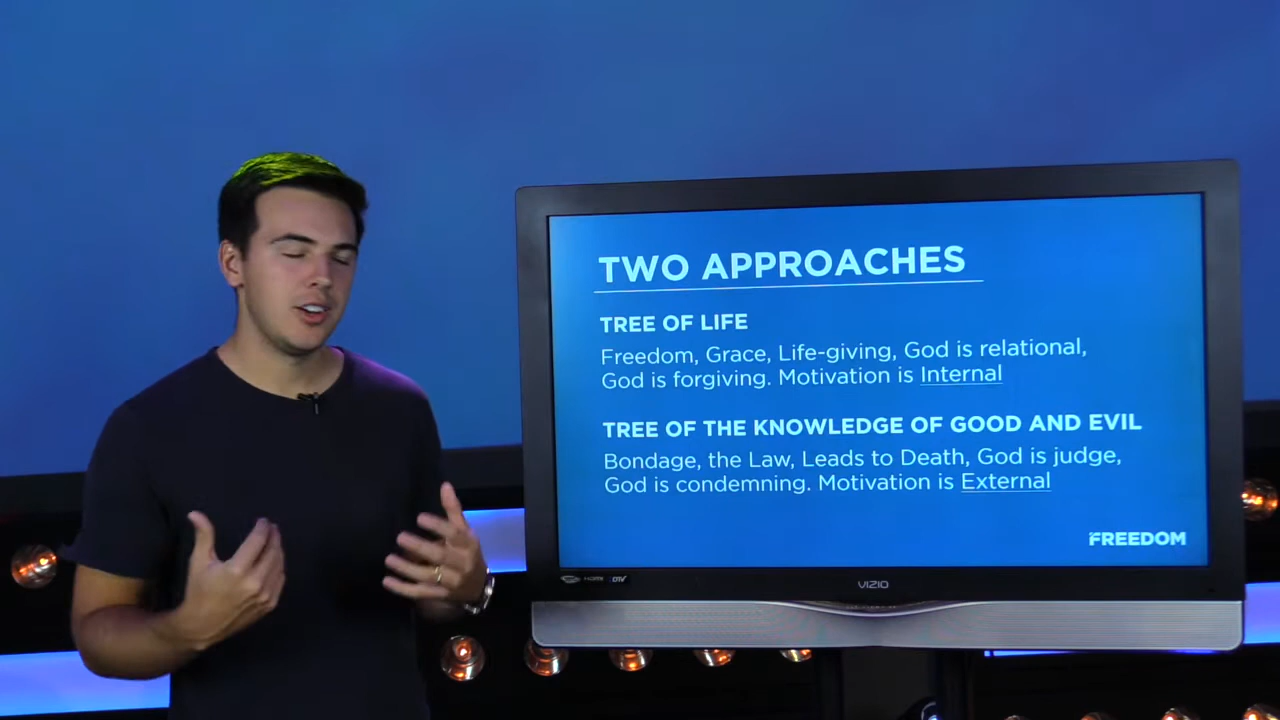 TWO APPROACHES
TREE OF LIFE
Freedom, Grace, Life-giving, God is relational,
God is forgiving. Motivation is Internal
TREE OF THE KNOWLEDGE OF GOOD AND EVIL
Bondage, the Law, Leads to Death, God is judge,
God is condemning. Motivation is External
FREEDOM
HDMI DTV
VIZIO